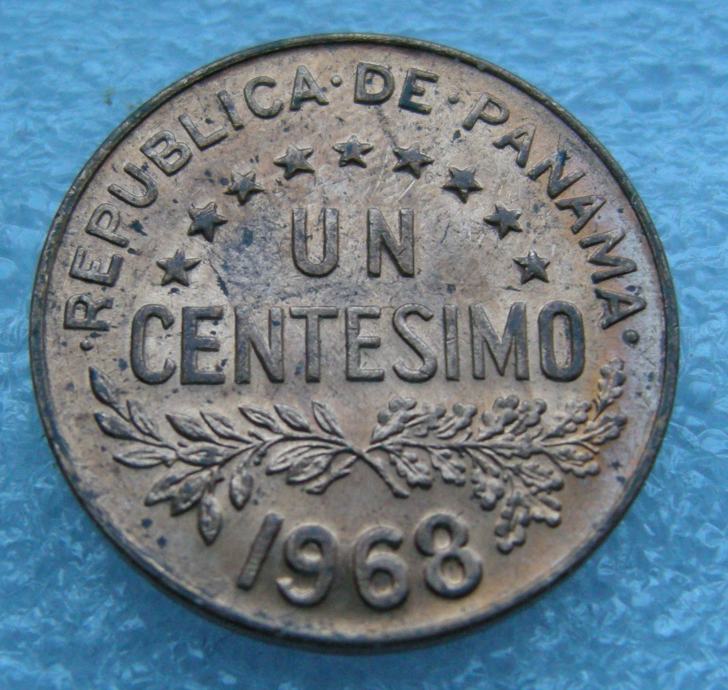 ·REPUBLICA·DE·PANAMA·
UN
CENTESIMO
1968